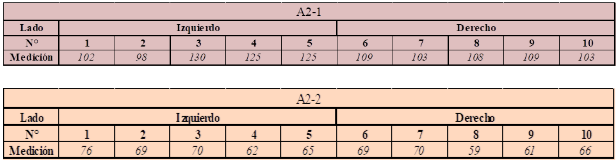 A2-1
Lado Izquierdo Derecho
N° 1 2 3 4 5 6 7 8 9 10
Medición 102 98 130 125 125 109 103 108 109 103
A2-2
Lado Izquierdo Derecho
N° 1 2 3 4 5 6 7 8 9 10
Medición 76 69 70 62 65 69 70 59 61 66